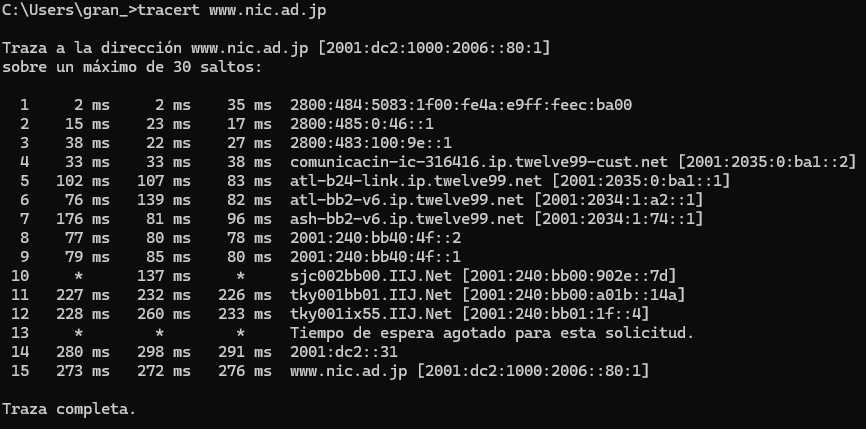 C:\Users\gran_>tracert www.nic.ad.jp
Traza a la dirección www.nic.ad.jp [2001:dc2:1000:2006::80:1]
sobre un máximo de 30 saltos:
1 2 ms 2 ms 35 ms 2800:484:5083:1f00:fe4a:e9ff:feec:ba00
2 15 ms 23 ms 17 ms 2800:485:0:46::1
3 38 ms 22 ms 27 ms 2800:483:100:9e::1
4 33 ms 33 ms 38 ms comunicacin-ic-316416.ip.twelve99-cust.net [2001:2035:0:ba1::2]
5 102 ms 107 ms 83 ms atl-b24-link.ip.twelve99.net [2001:2035:0:ba1::1]
6 76 ms 139 ms 82 ms atl-bb2-v6.ip.twelve99.net [2001:2034:1:a2::1]
7 176 ms 81 ms 96 ms ash-bb2-v6.ip.twelve99.net [2001:2034:1:74::1]
8 77 ms 80 ms 78 ms 2001:240:bb40:4f::2
9 79 ms 85 ms 80 ms 2001:240:bb40:4f::1
10 * 137 ms * sjc002bb00.IIJ.Net [2001:240:bb00:902e::7d]
11 227 ms 232 ms 226 ms tky001bb01.IIJ.Net [2001:240:bb00:a01b::14a]
12 228 ms 260 ms 233 ms tky001ix55.IIJ.Net [2001:240:bb01:1f::4]
13 * * * Tiempo de espera agotado para esta solicitud.
14 280 ms 298 ms 291 ms 2001:dc2::31
15 273 ms 272 ms 276 ms www.nic.ad.jp [2001:dc2:1000:2006::80:1]
Traza completa.